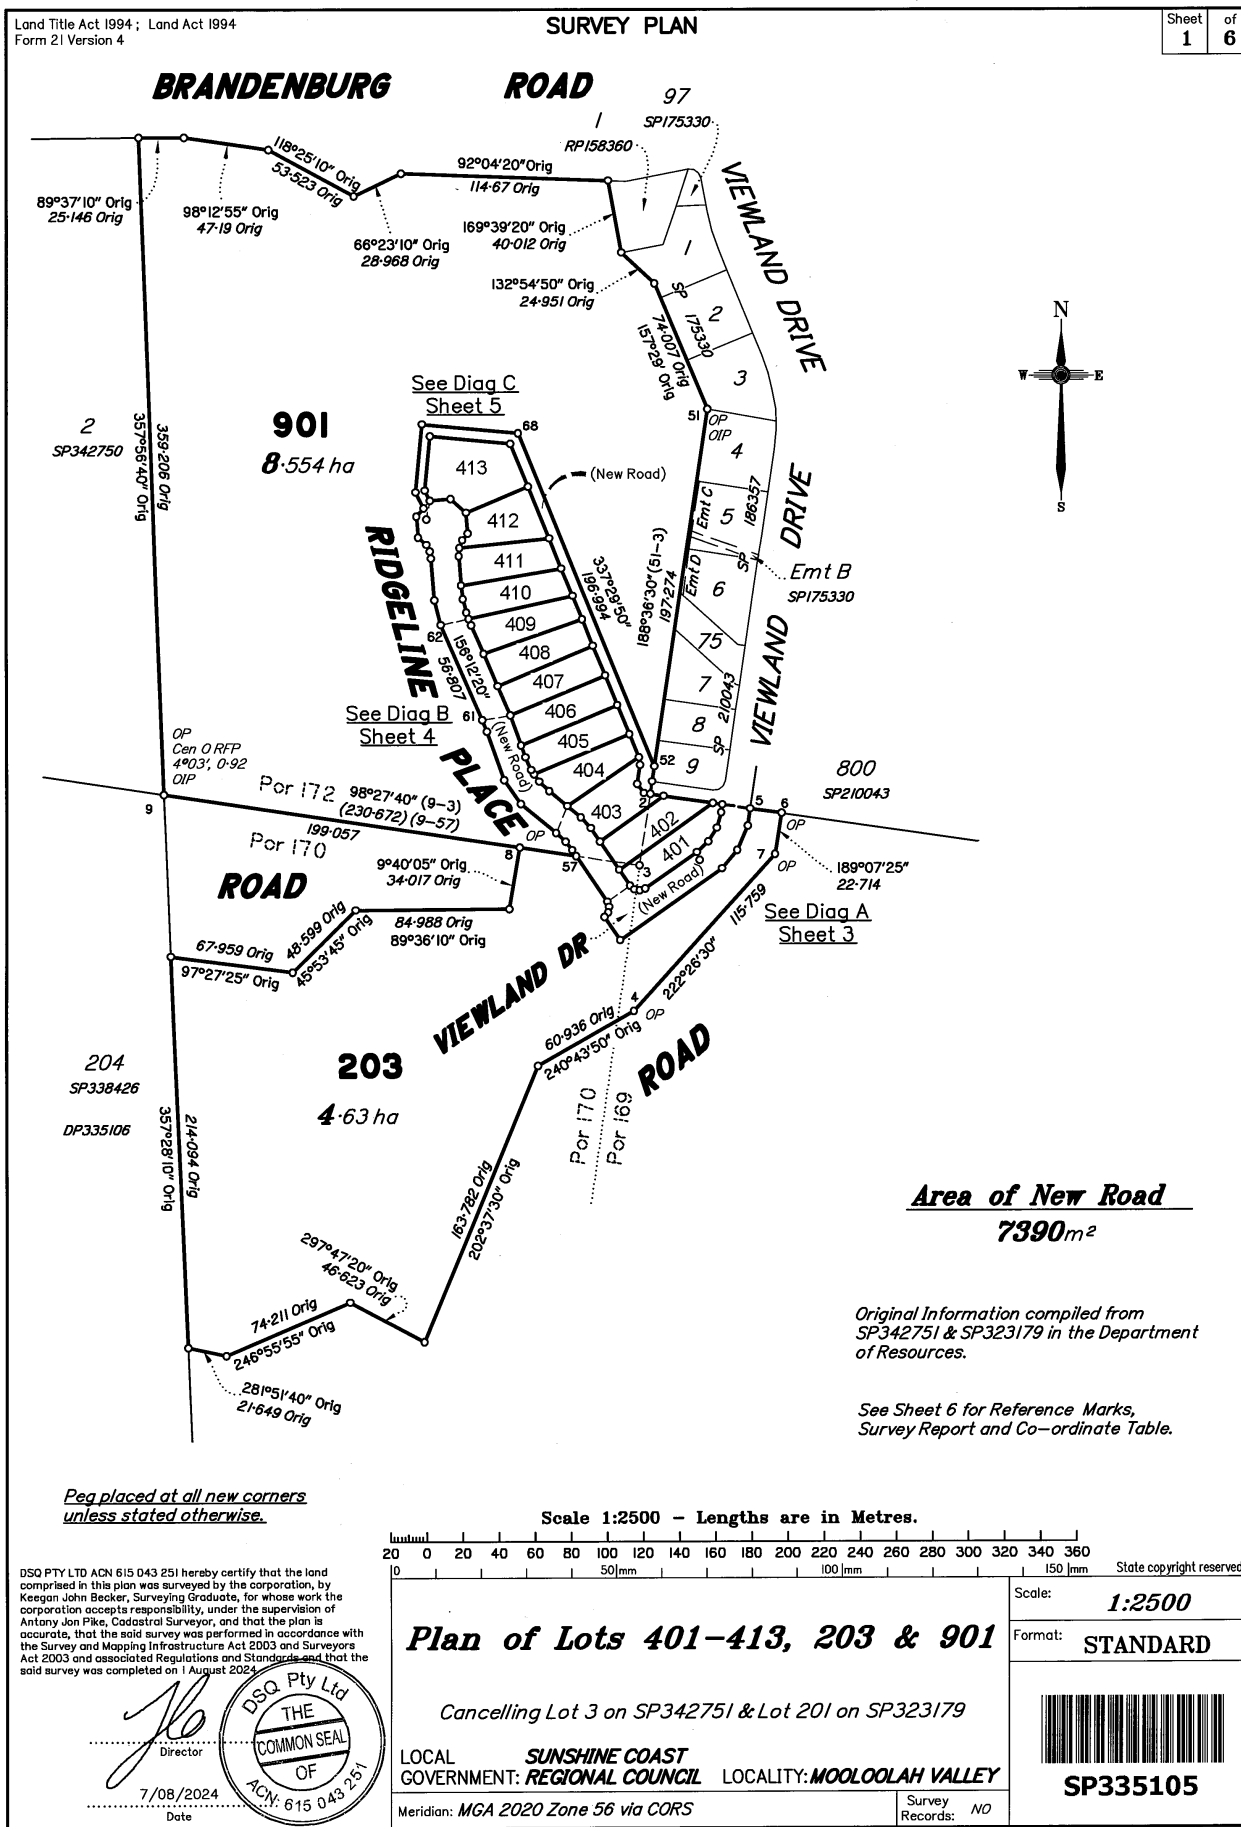 Land Title Act 1994 ; Land Act 1994
Form 21 Version 4
SURVEY PLAN
Sheet of
1 6
BRANDENBURG ROAD
97
SP175330
1
RP158360
VIEWLAND DRIVE
118°25'10" Orig
53·523 Orig
92°04'20" Orig
114·67 Orig
89°37'10" Orig
25·146 Orig
98°12'55" Orig
47·19 Orig
66°23'10" Orig
28·968 Orig
169°39'20" Orig
40·012 Orig
132°54'50" Orig
24·951 Orig
1
SP
175330
2
3
74·007 Orig
157°29' Orig
N
W E
S
See Diag C
Sheet 5
2
SP342750
901
8·554 ha
359·206 Orig
357°56'40" Orig
68
51
OP
OIP
4
413
(New Road)
Emt C
5
186357
SP
DRIVE
412
411
410
409
408
407
406
405
404
403
402
401
RIDGELINE
PLACE
337°29'50"
196·994
188°36'30" (51-3)
197·274
Emt D
6
Emt B
SP175330
75
7
8
9
SP 210043
VIEWLAND
62
156°12'20"
56·807
61
See Diag B
Sheet 4
(New Road)
OP
Cen O RFP
4°03', 0·92
OIP
52
800
SP210043
9
Por 172
98°27'40" (9-3)
(230·672) (9-57)
199·057
Por 170
OP
8
57
2
3
5
6
OP
7
OP
189°07'25"
22·714
ROAD
9°40'05" Orig
34·017 Orig
(New Road)
See Diag A
Sheet 3
115·759
222°26'30"
84·988 Orig
89°36'10" Orig
48·599 Orig
45°53'45" Orig
67·959 Orig
97°27'25" Orig
VIEWLAND DR
4
OP
60·936 Orig
240°43'50" Orig
ROAD
204
SP338426
DP335106
203
4·63 ha
Por 170
Por 169
214·094 Orig
357°28'10" Orig
163·782 Orig
202°37'30" Orig
Area of New Road
7390m²
297°47'20" Orig
46·623 Orig
74·211 Orig
246°55'55" Orig
281°51'40" Orig
21·649 Orig
Original Information compiled from
SP342751 & SP323179 in the Department
of Resources.
See Sheet 6 for Reference Marks,
Survey Report and Co-ordinate Table.
Peg placed at all new corners
unless stated otherwise.
Scale 1:2500 - Lengths are in Metres.
20 0 20 40 60 80 100 120 140 160 180 200 220 240 260 280 300 320 340 360
0 50 mm 100 mm 150 mm
State copyright reserved
DSQ PTY LTD ACN 615 043 251 hereby certify that the land
comprised in this plan was surveyed by the corporation, by
Keegan John Becker, Surveying Graduate, for whose work the
corporation accepts responsibility, under the supervision of
Antony Jon Pike, Cadastral Surveyor, and that the plan is
accurate, that the said survey was performed in accordance with
the Survey and Mapping Infrastructure Act 2003 and Surveyors
Act 2003 and associated Regulations and Standards and that the
said survey was completed on 1 August 2024
Director
7/08/2024
Date
DSQ Pty Ltd
THE
COMMON SEAL
OF
ACN: 615 043 251
Plan of Lots 401-413, 203 & 901
Cancelling Lot 3 on SP342751 & Lot 201 on SP323179
LOCAL
GOVERNMENT: SUNSHINE COAST
REGIONAL COUNCIL
LOCALITY: MOOLOOLAH VALLEY
Meridian: MGA 2020 Zone 56 via CORS
Survey
Records: NO
Scale: 1:2500
Format: STANDARD
SP335105